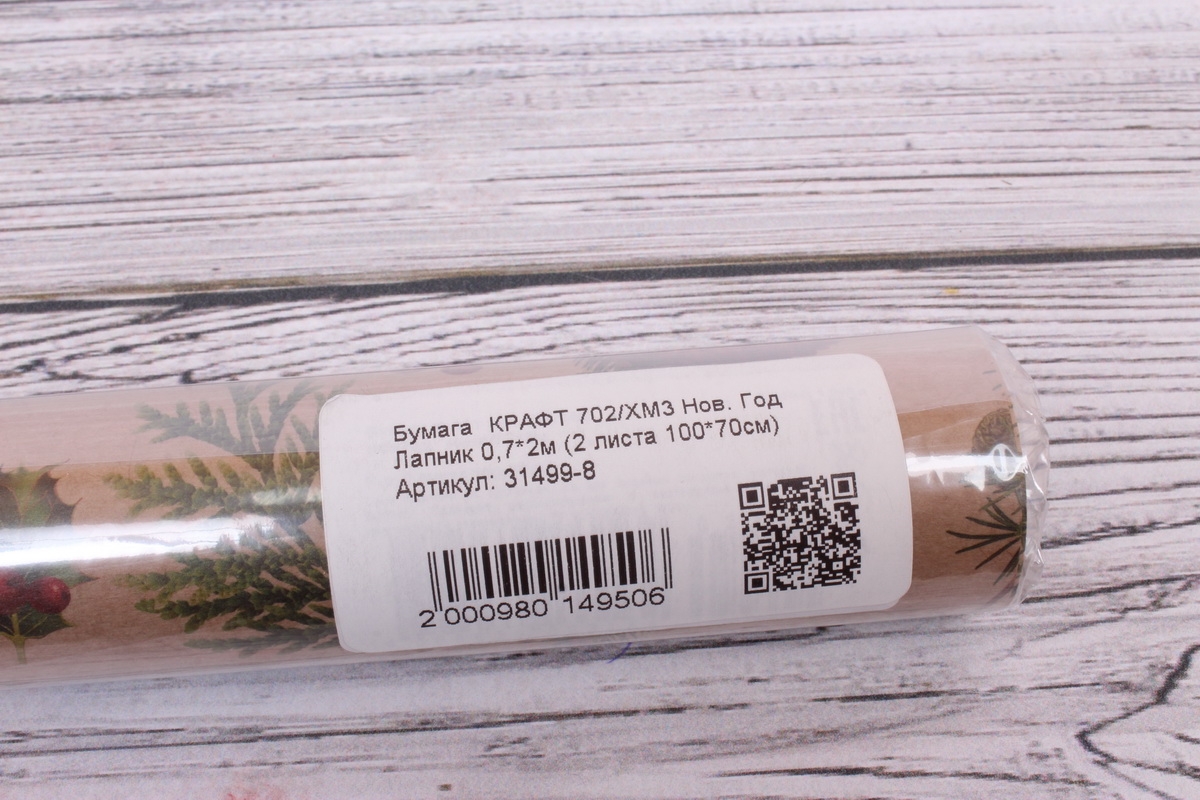 Бумага КРАФТ 702/ХМЗ Нов. Год
Лапник 0,7*2м (2 листа 100*70см)
Артикул: 31499-8
2 000980 149506